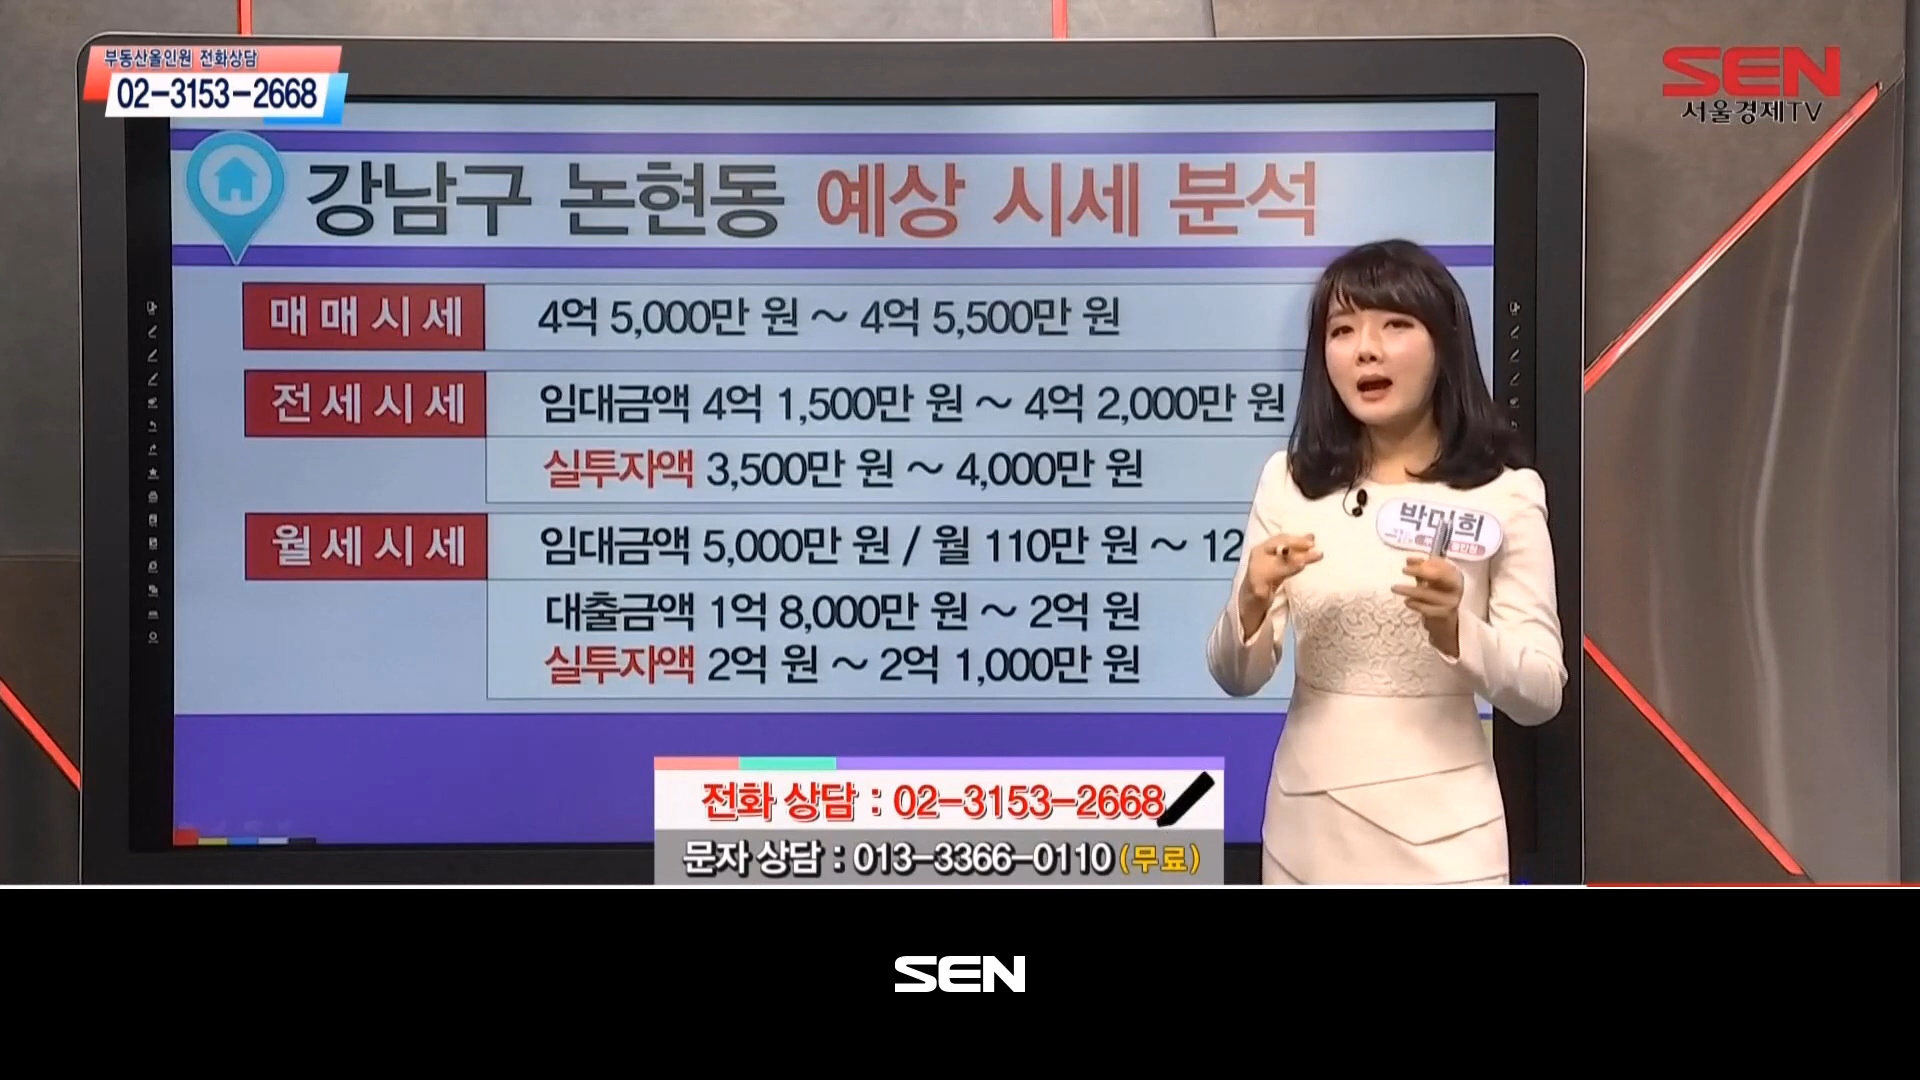 부동산올인원 전화상담
02-3153-2668
SEN
서울경제TV
강남구 논현동 예상 시세 분석
매매시세 4억 5,000만 원 ~ 4억 5,500만 원
전세시세 임대금액 4억 1,500만 원 ~ 4억 2,000만 원
실투자액 3,500만 원 ~ 4,000만 원
월세시세 임대금액 5,000만 원 / 월 110만 원 ~ 12
대출금액 1억 8,000만 원 ~ 2억 원
실투자액 2억 원 ~ 2억 1,000만 원
박미희
전화 상담 : 02-3153-2668
문자 상담 : 013-3366-0110 (무료)
SEN